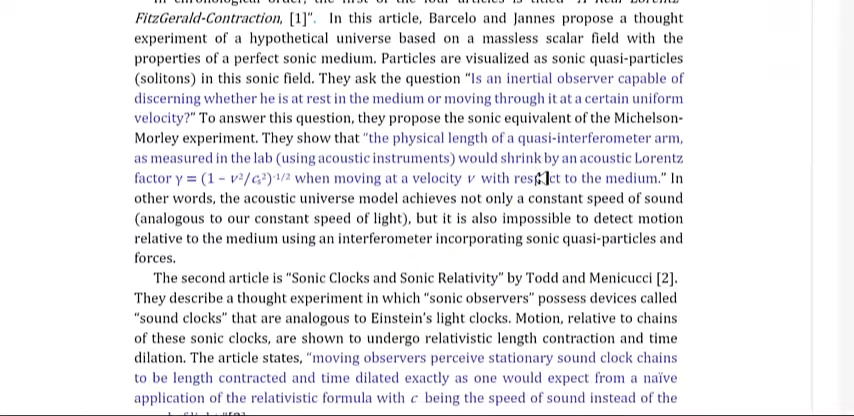 FitzGerald-Contraction, [1]". In this article, Barcelo and Jannes propose a thought
experiment of a hypothetical universe based on a massless scalar field with the
properties of a perfect sonic medium. Particles are visualized as sonic quasi-particles
(solitons) in this sonic field. They ask the question "Is an inertial observer capable of
discerning whether he is at rest in the medium or moving through it at a certain uniform
velocity?" To answer this question, they propose the sonic equivalent of the Michelson-
Morley experiment. They show that "the physical length of a quasi-interferometer arm,
as measured in the lab (using acoustic instruments) would shrink by an acoustic Lorentz
factor γ = (1 – v²/cₛ²)⁻¹/² when moving at a velocity v with respect to the medium." In
other words, the acoustic universe model achieves not only a constant speed of sound
(analogous to our constant speed of light), but it is also impossible to detect motion
relative to the medium using an interferometer incorporating sonic quasi-particles and
forces.
The second article is "Sonic Clocks and Sonic Relativity" by Todd and Menicucci [2].
They describe a thought experiment in which "sonic observers" possess devices called
"sound clocks" that are analogous to Einstein's light clocks. Motion, relative to chains
of these sonic clocks, are shown to undergo relativistic length contraction and time
dilation. The article states, "moving observers perceive stationary sound clock chains
to be length contracted and time dilated exactly as one would expect from a naïve
application of the relativistic formula with c being the speed of sound instead of the